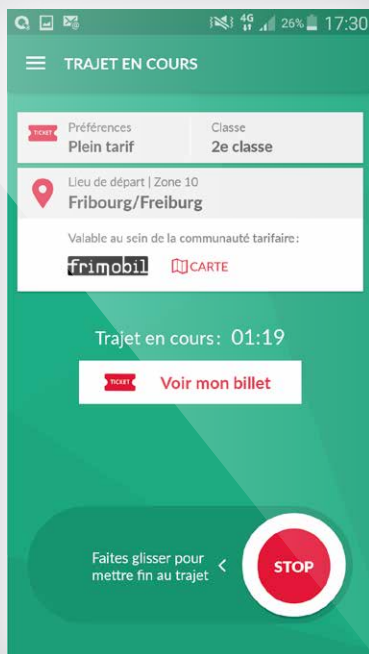 4G 26% 17:30
TRAJET EN COURS
TICKET
Préférences
Plein tarif
Classe
2e classe
Lieu de départ | Zone 10
Fribourg/Freiburg
Valable au sein de la communauté tarifaire:
frimobil
CARTE
Trajet en cours: 01:19
TICKET
Voir mon billet
Faites glisser pour
mettre fin au trajet
STOP